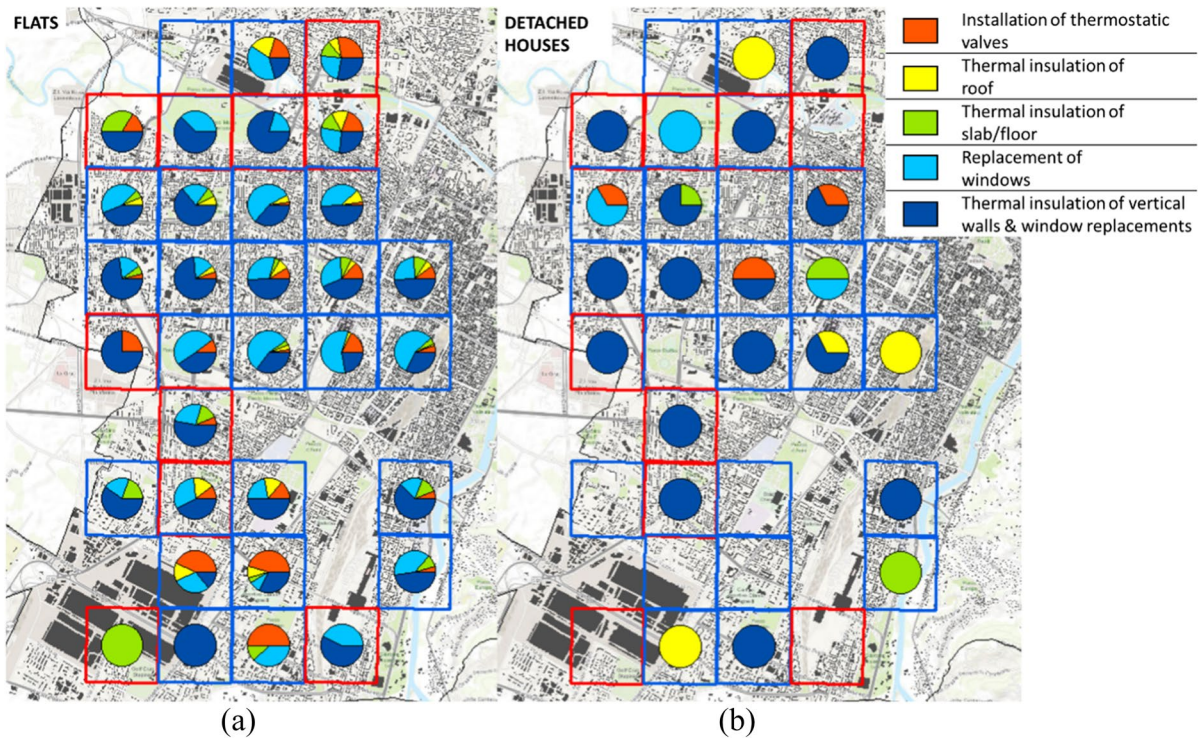 FLATS
DETACHED
HOUSES
Installation of thermostatic
valves
Thermal insulation of
roof
Thermal insulation of
slab/floor
Replacement of
windows
Thermal insulation of vertical
walls & window replacements
(a)
(b)